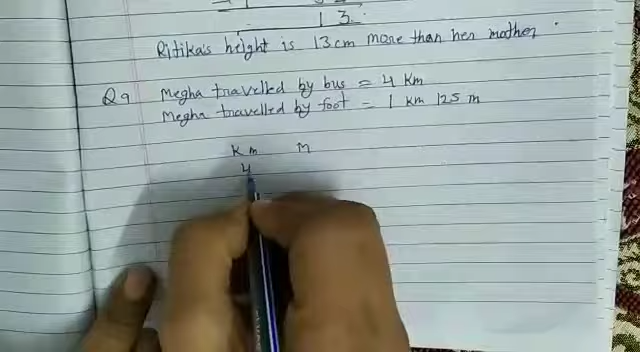 13
Ritika's height is 13 cm more than her mother.
Q9 Megha travelled by bus = 4 Km
Megha travelled by foot = 1 km 125 m
Km m
4